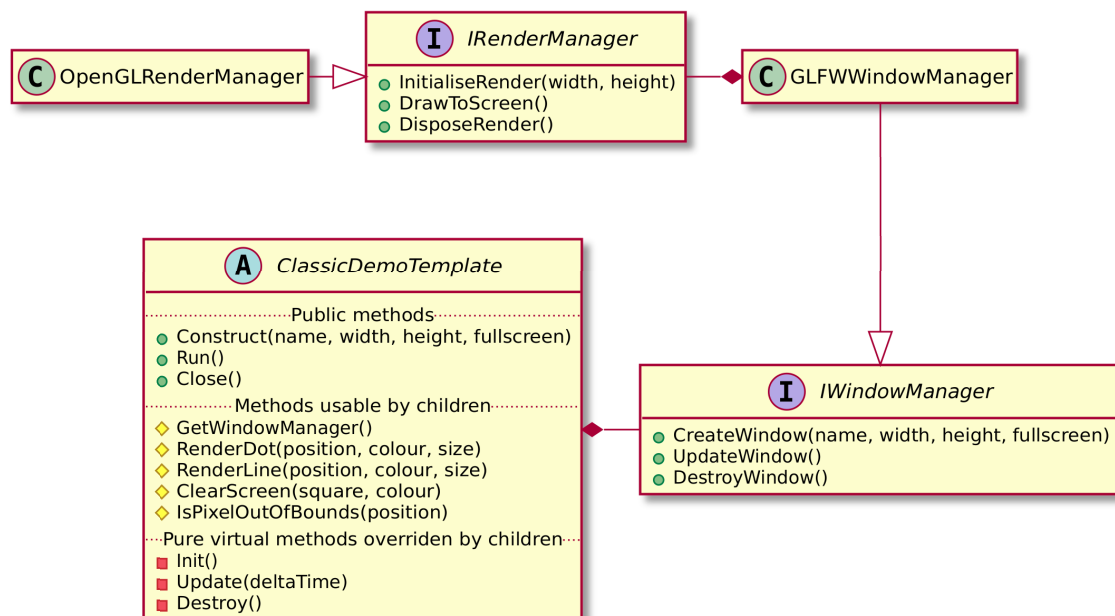 I IRenderManager
C OpenGLRenderManager
InitialiseRender(width, height)
DrawToScreen()
DisposeRender()
C GLFWWindowManager
A ClassicDemoTemplate
Public methods
Construct(name, width, height, fullscreen)
Run()
Close()
Methods usable by children
GetWindowManager()
RenderDot(position, colour, size)
RenderLine(position, colour, size)
ClearScreen(square, colour)
IsPixelOutOfBounds(position)
Pure virtual methods overriden by children
Init()
Update(deltaTime)
Destroy()
I IWindowManager
CreateWindow(name, width, height, fullscreen)
UpdateWindow()
DestroyWindow()